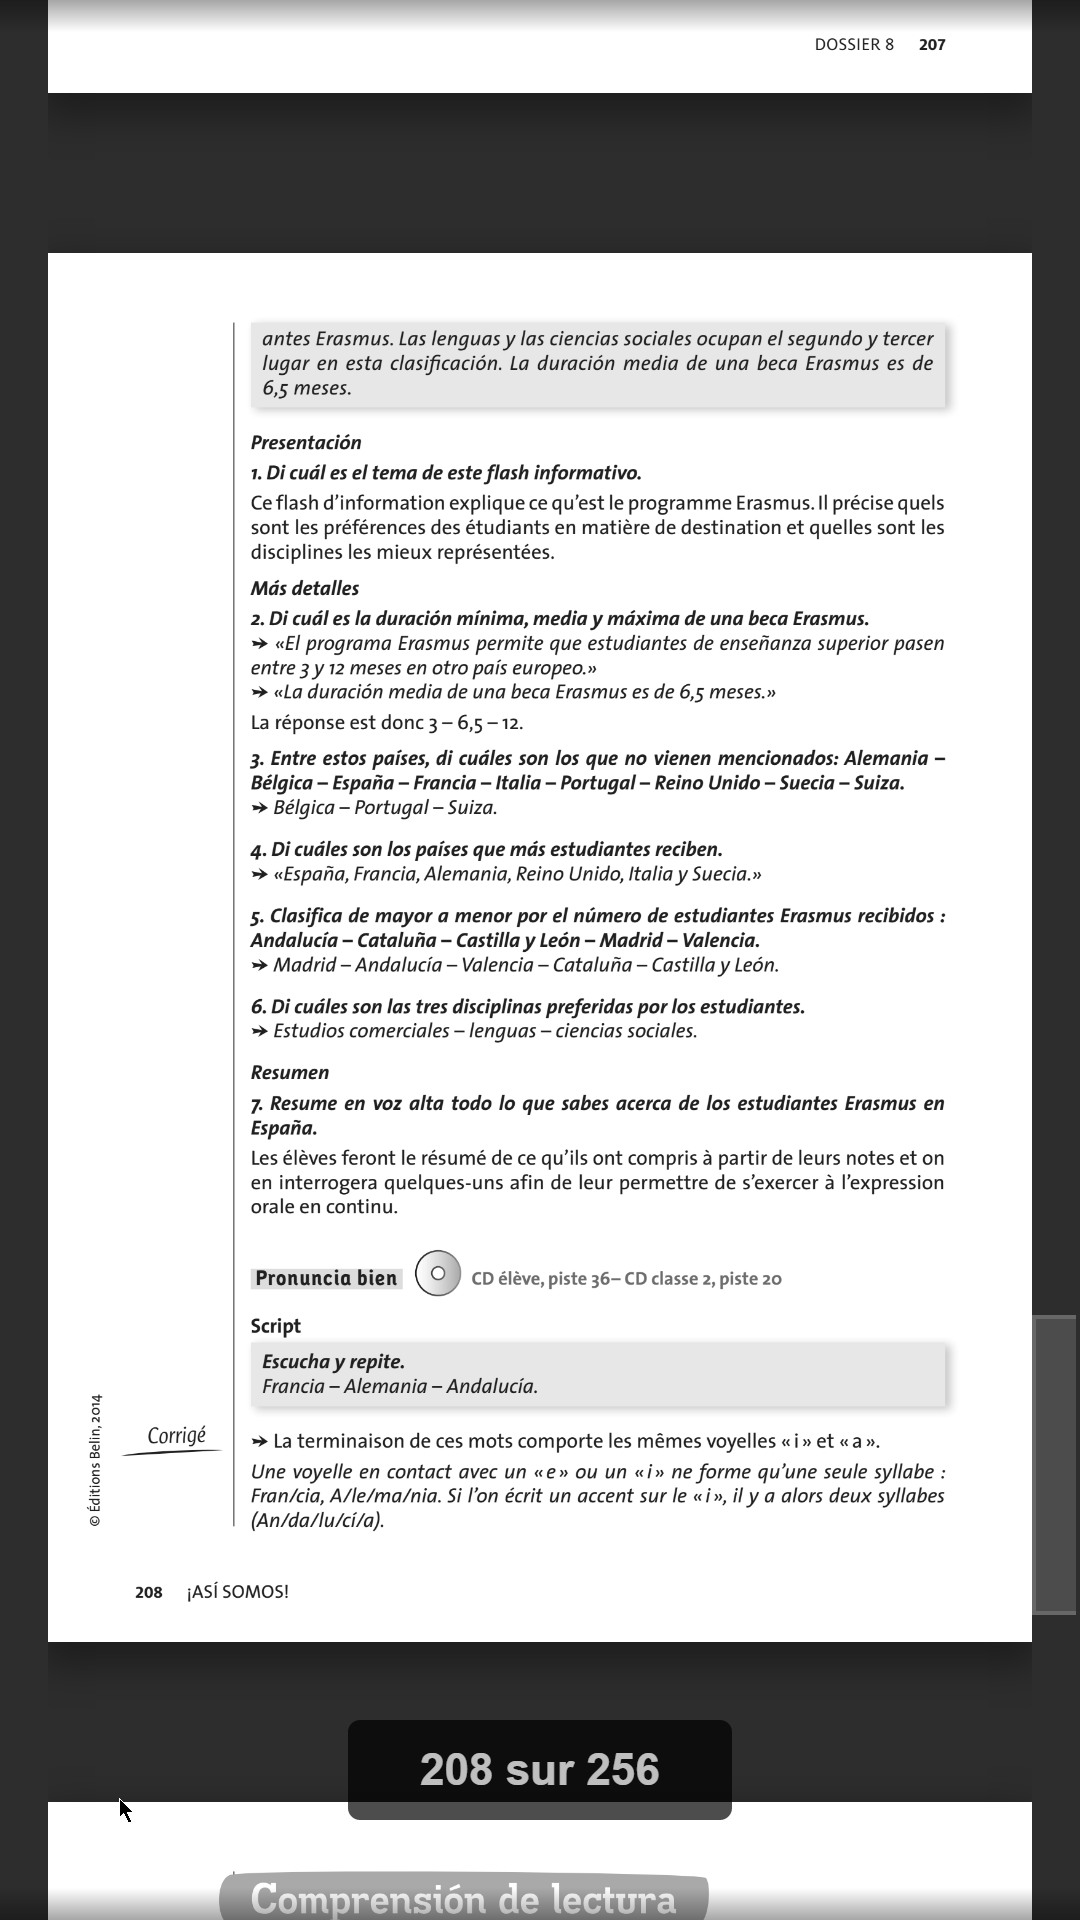 DOSSIER 8 207
antes Erasmus. Las lenguas y las ciencias sociales ocupan el segundo y tercer
lugar en esta clasificación. La duración media de una beca Erasmus es de
6,5 meses.
Presentación
1. Di cuál es el tema de este flash informativo.
Ce flash d’information explique ce qu’est le programme Erasmus. Il précise quels
sont les préférences des étudiants en matière de destination et quelles sont les
disciplines les mieux représentées.
Más detalles
2. Di cuál es la duración mínima, media y máxima de una beca Erasmus.
➵ «El programa Erasmus permite que estudiantes de enseñanza superior pasen
entre 3 y 12 meses en otro país europeo.»
➵ «La duración media de una beca Erasmus es de 6,5 meses.»
La réponse est donc 3 – 6,5 – 12.
3. Entre estos países, di cuáles son los que no vienen mencionados: Alemania –
Bélgica – España – Francia – Italia – Portugal – Reino Unido – Suecia – Suiza.
➵ Bélgica – Portugal – Suiza.
4. Di cuáles son los países que más estudiantes reciben.
➵ «España, Francia, Alemania, Reino Unido, Italia y Suecia.»
5. Clasifica de mayor a menor por el número de estudiantes Erasmus recibidos :
Andalucía – Cataluña – Castilla y León – Madrid – Valencia.
➵ Madrid – Andalucía – Valencia – Cataluña – Castilla y León.
6. Di cuáles son las tres disciplinas preferidas por los estudiantes.
➵ Estudios comerciales – lenguas – ciencias sociales.
Resumen
7. Resume en voz alta todo lo que sabes acerca de los estudiantes Erasmus en
España.
Les élèves feront le résumé de ce qu’ils ont compris à partir de leurs notes et on
en interrogera quelques-uns afin de leur permettre de s’exercer à l’expression
orale en continu.
Pronuncia bien CD élève, piste 36– CD classe 2, piste 20
Script
Escucha y repite.
Francia – Alemania – Andalucía.
Corrigé
➵ La terminaison de ces mots comporte les mêmes voyelles « i » et « a ».
Une voyelle en contact avec un « e » ou un « i » ne forme qu’une seule syllabe :
Fran/cia, A/le/ma/nia. Si l’on écrit un accent sur le « i », il y a alors deux syllabes
(An/da/lu/cí/a).
© Éditions Belin, 2014
208 ¡ASÍ SOMOS!
208 sur 256
Comprensión de lectura